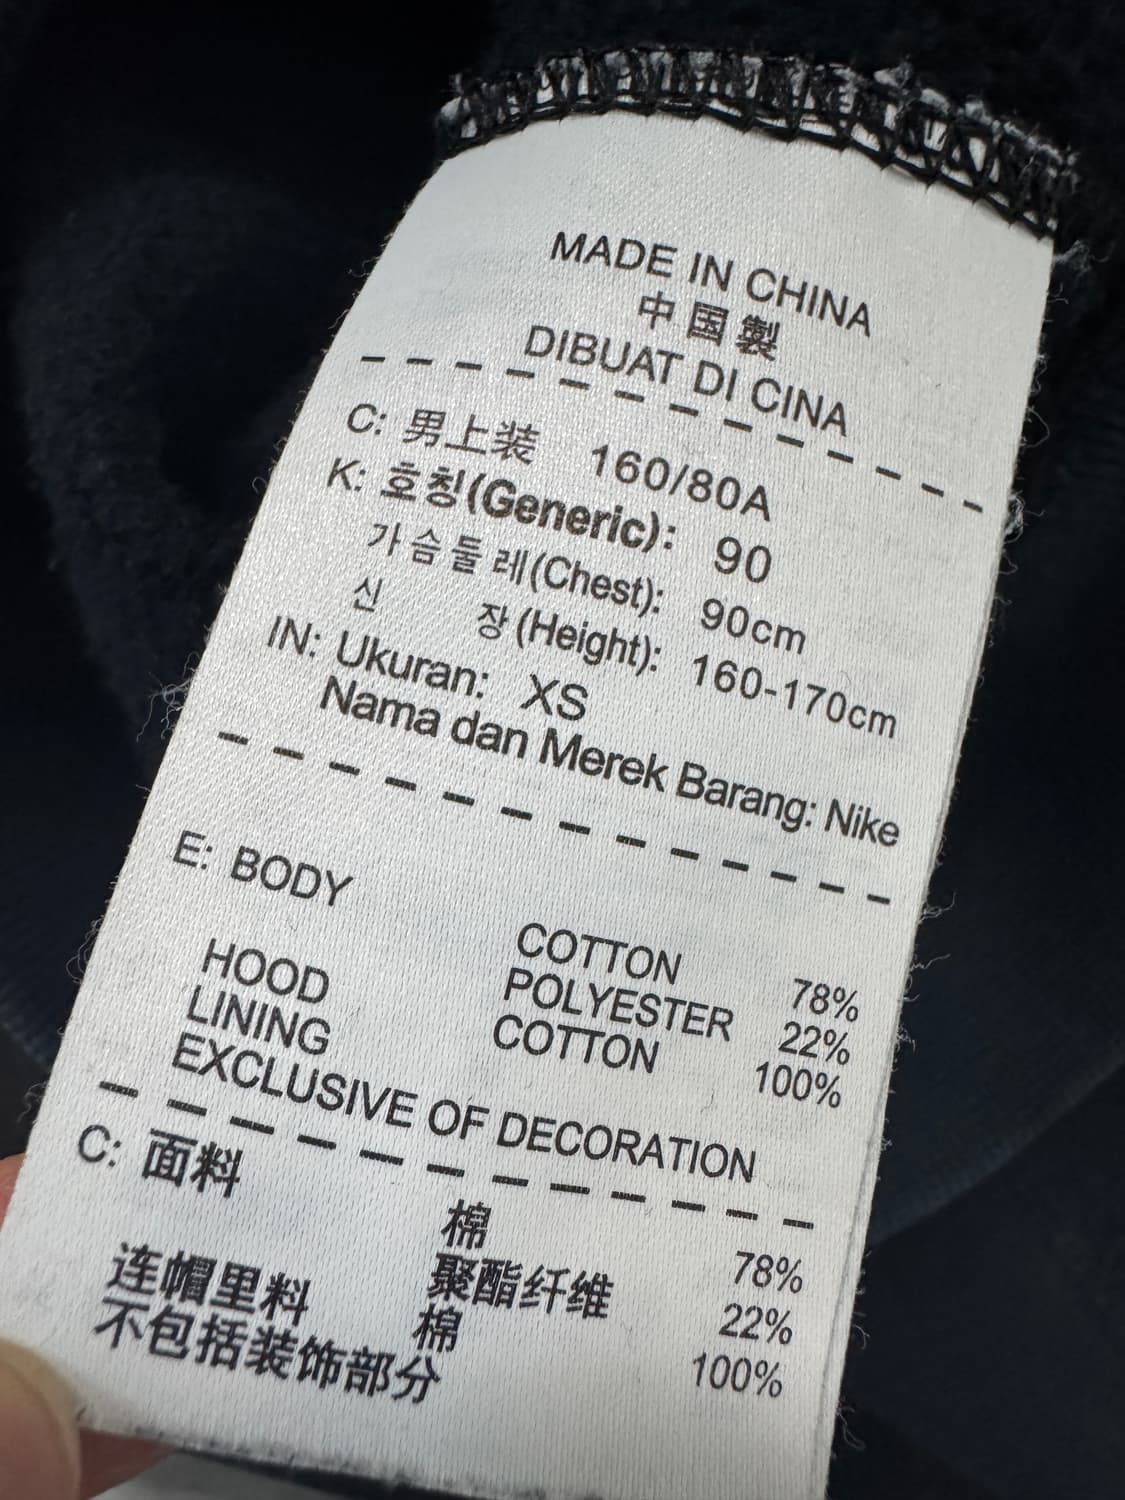 MADE IN CHINA
中国製
DIBUAT DI CINA
C: 男上装 160/80A
K: 호칭(Generic): 90
가슴둘레(Chest): 90cm
신 장(Height): 160-170cm
IN: Ukuran: XS
Nama dan Merek Barang: Nike
E: BODY
COTTON 78%
POLYESTER 22%
HOOD LINING COTTON 100%
EXCLUSIVE OF DECORATION
C: 面料
棉 78%
聚酯纤维 22%
连帽里料 棉 100%
不包括装饰部分